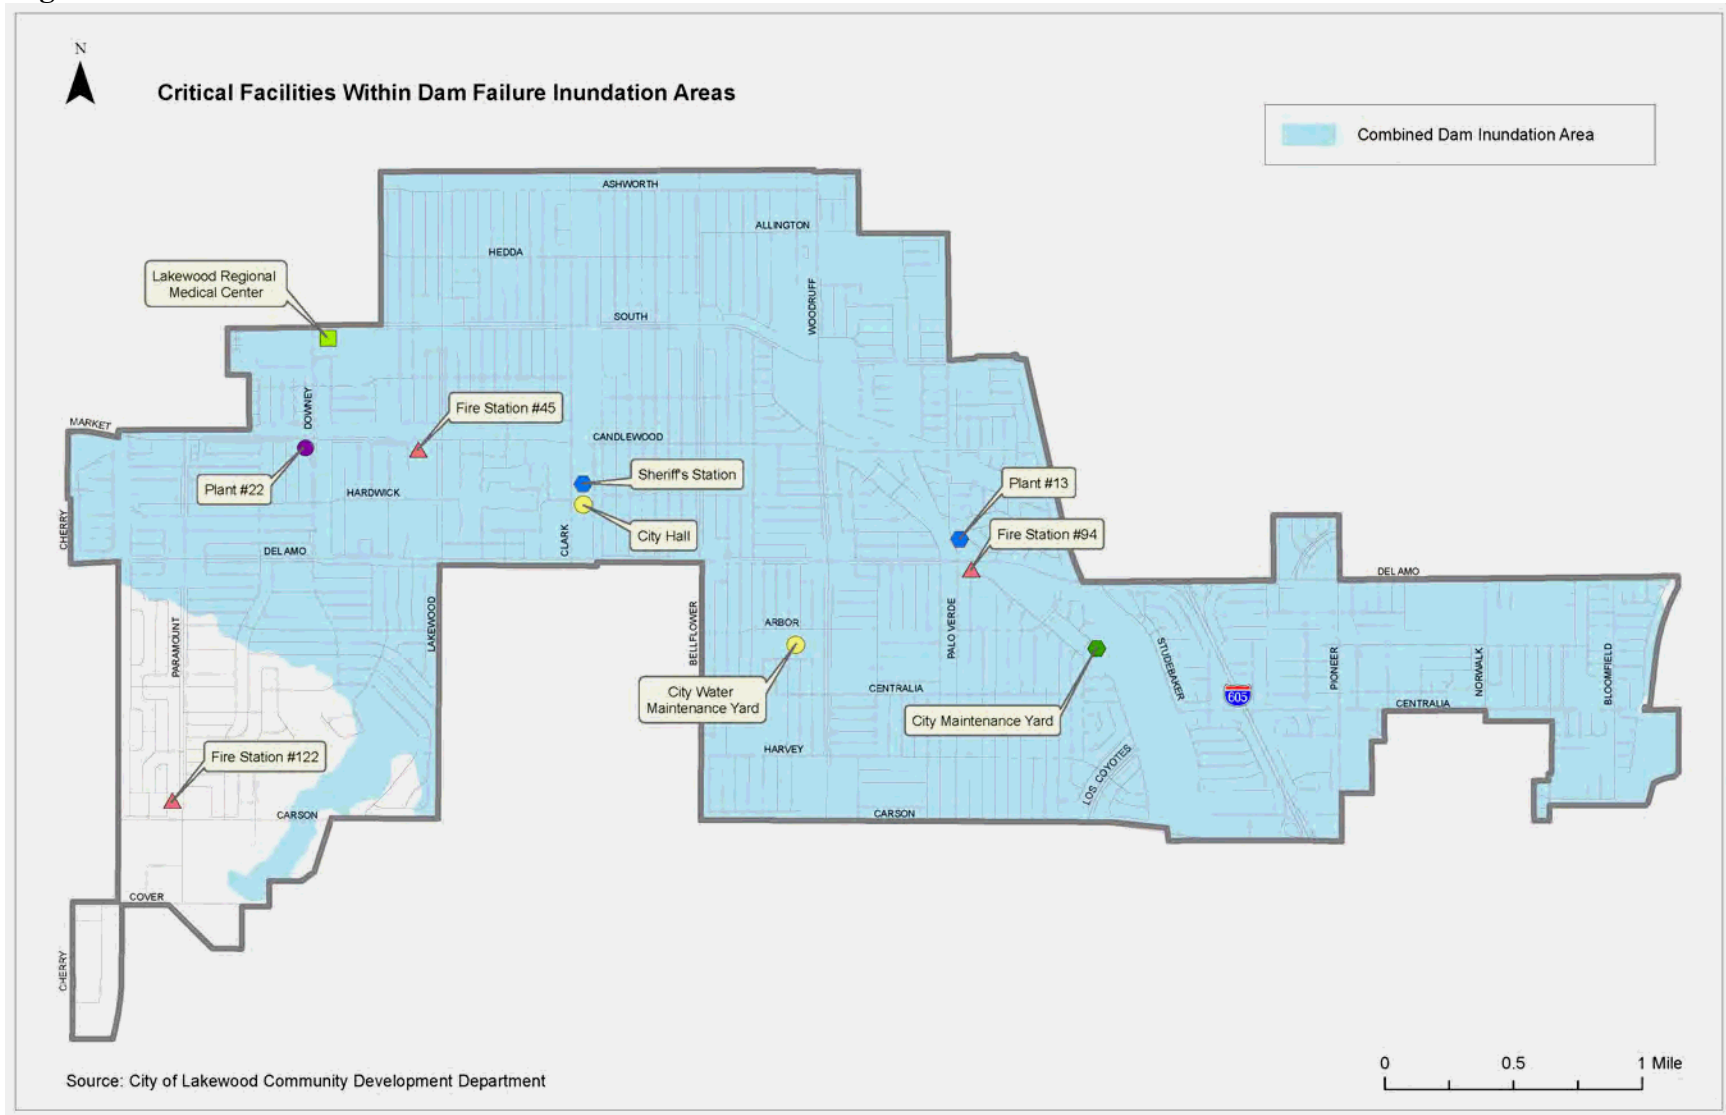 N
Critical Facilities Within Dam Failure Inundation Areas
Combined Dam Inundation Area
ASHWORTH
ALLINGTON
HEDDA
Lakewood Regional
Medical Center
WOODRUFF
SOUTH
DOWNEY
Fire Station #45
MARKET
CANDLEWOOD
Sheriff's Station
Plant #13
Plant #22
HARDWICK
CHERRY
CLARK
City Hall
Fire Station #94
DEL AMO
DEL AMO
LAKEWOOD
PARAMOUNT
BELLFLOWER
ARBOR
PALO VERDE
STUDEBAKER
PIONEER
NORWALK
BLOOMFIELD
City Water
Maintenance Yard
CENTRALIA
605
CENTRALIA
City Maintenance Yard
HARVEY
Fire Station #122
LOS COYOTES
CARSON
CARSON
COVER
CHERRY
0 0.5 1 Mile
Source: City of Lakewood Community Development Department